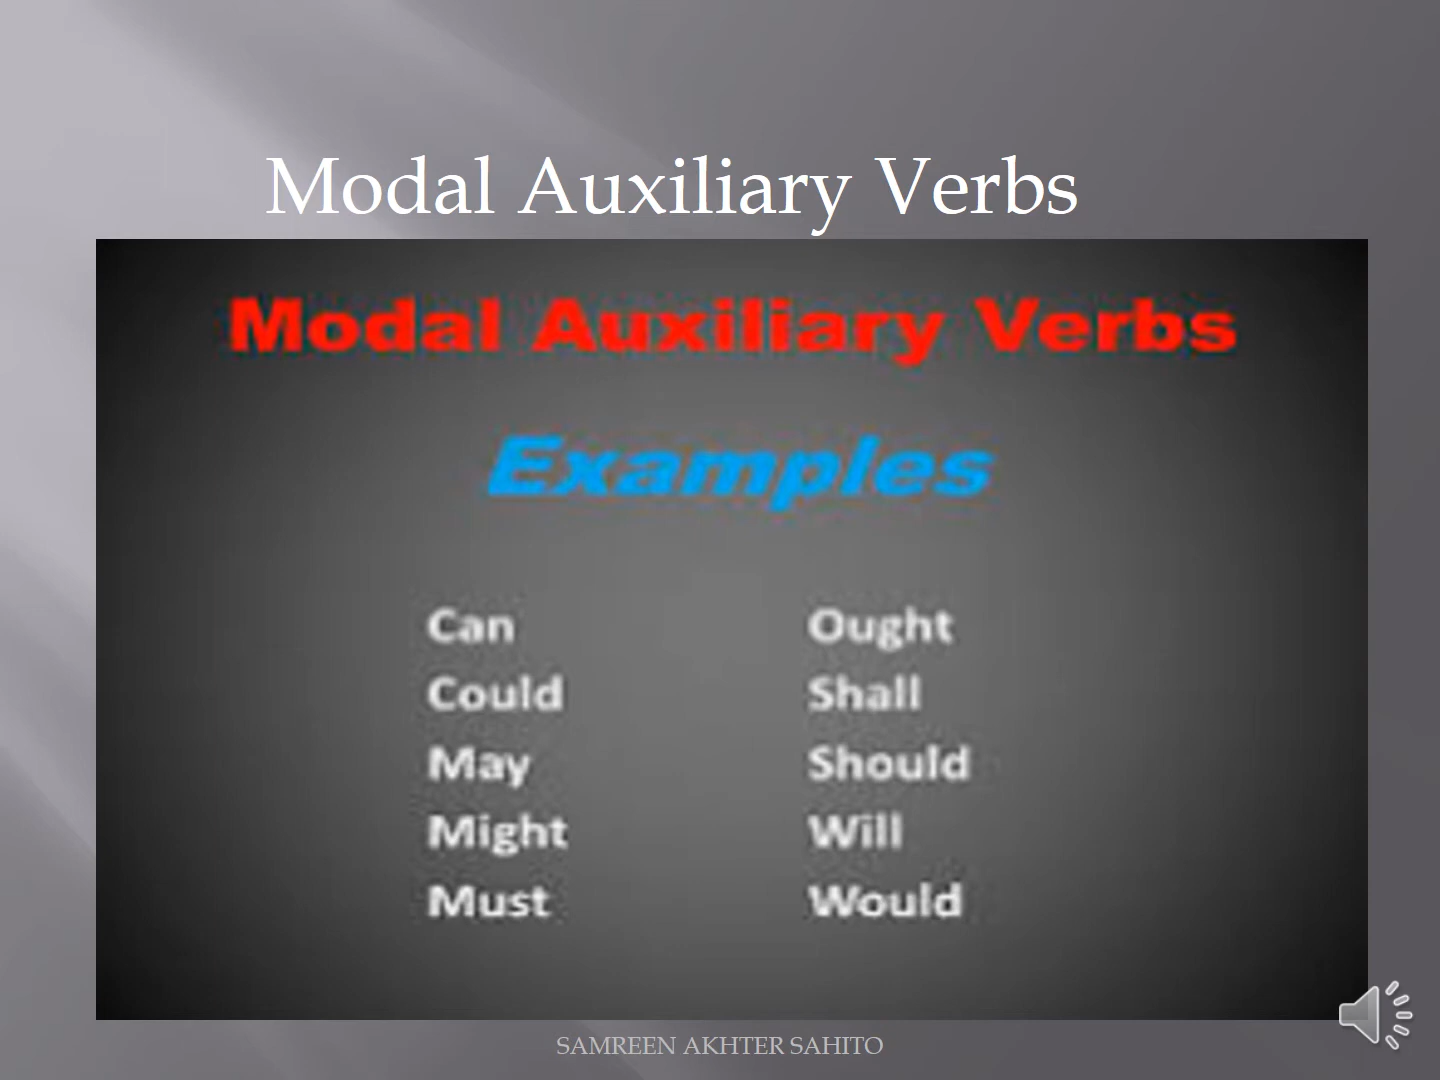 Modal Auxiliary Verbs
Modal Auxiliary Verbs
Examples
Can
Could
May
Might
Must
Ought
Shall
Should
Will
Would
SAMREEN AKHTER SAHITO